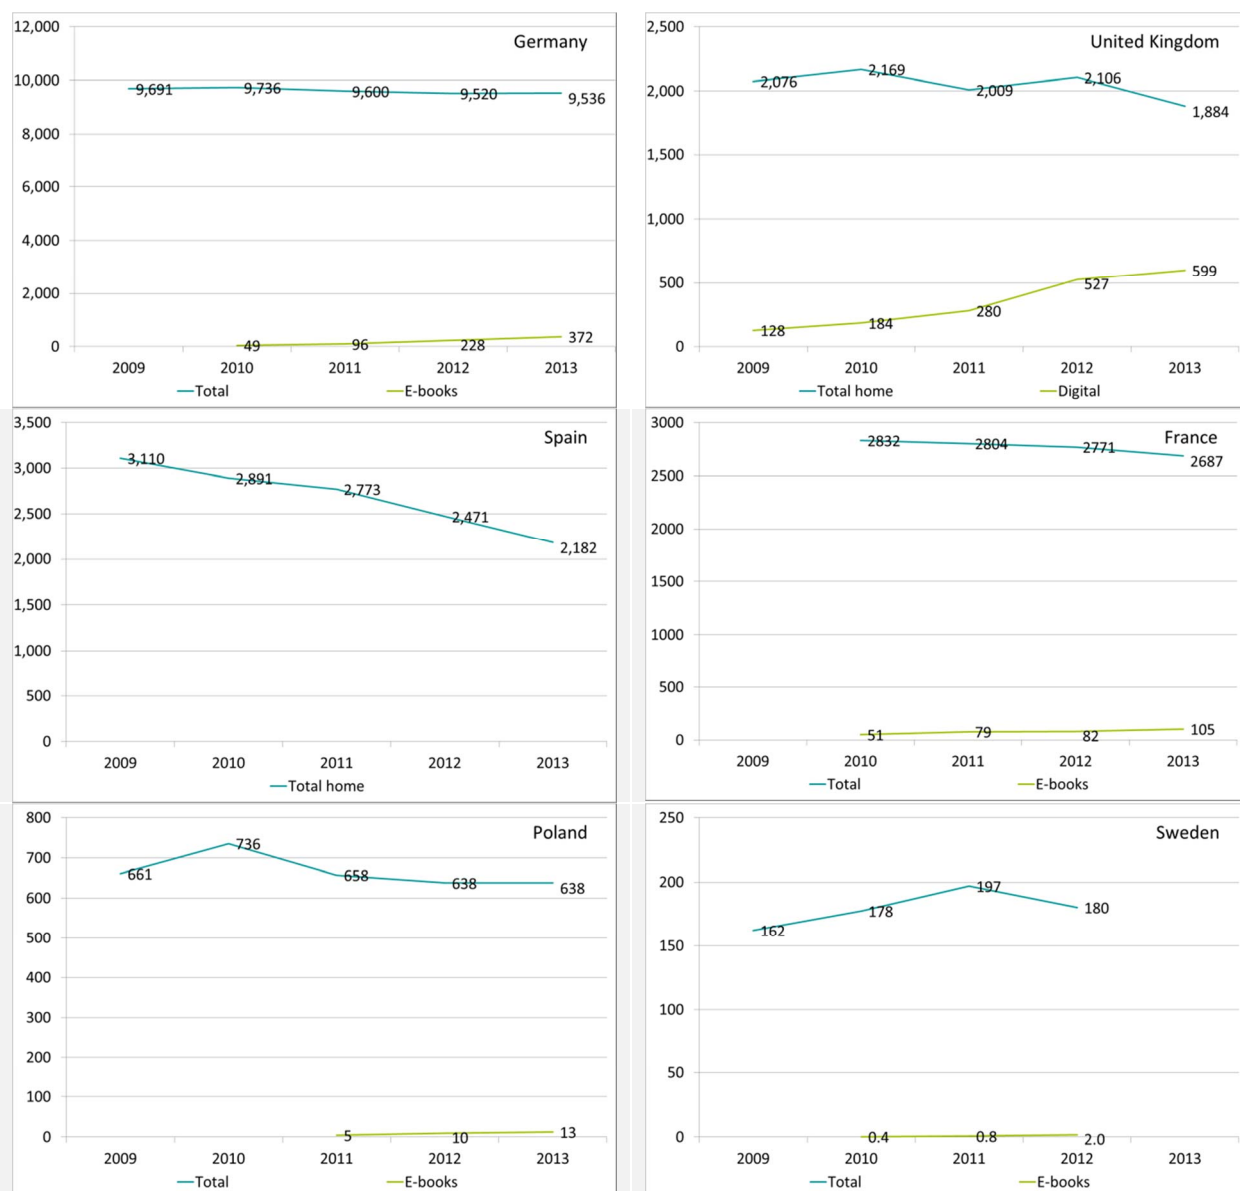 Germany
12,000
10,000
8,000
6,000
4,000
2,000
0
9,691 9,736 9,600 9,520 9,536
49 96 228 372
2009 2010 2011 2012 2013
Total E-books
United Kingdom
2,500
2,000
1,500
1,000
500
0
2,076 2,169 2,009 2,106 1,884
128 184 280 527 599
2009 2010 2011 2012 2013
Total home Digital
Spain
3,500
3,000
2,500
2,000
1,500
1,000
500
0
3,110 2,891 2,773 2,471 2,182
2009 2010 2011 2012 2013
Total home
France
3000
2500
2000
1500
1000
500
0
2832 2804 2771 2687
51 79 82 105
2009 2010 2011 2012 2013
Total E-books
Poland
800
700
600
500
400
300
200
100
0
661 736 658 638 638
5 10 13
2009 2010 2011 2012 2013
Total E-books
Sweden
250
200
150
100
50
0
162 178 197 180
0.4 0.8 2.0
2009 2010 2011 2012 2013
Total E-books